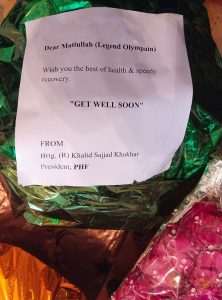 Dear Matiullah (Legend Olympain)
Wish you the best of health & speedy
recovery.
"GET WELL SOON"
FROM
Brig. (R) Khalid Sajjad Khokhar
President, PHF